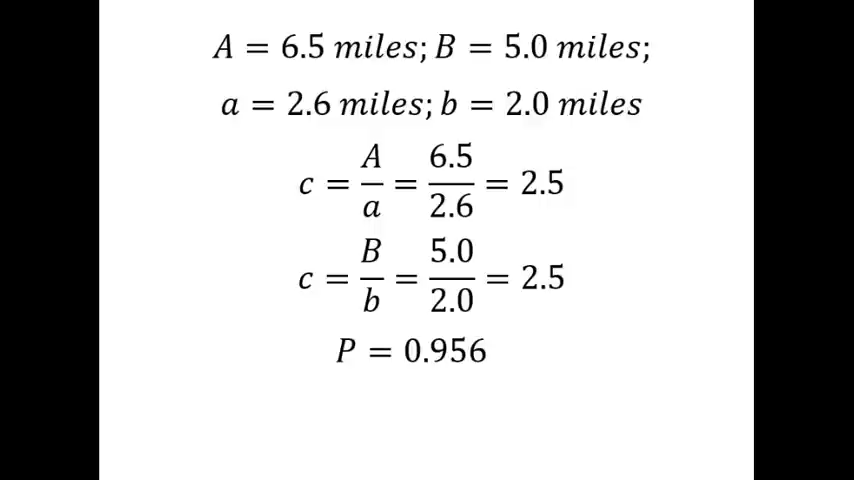 A = 6.5 miles; B = 5.0 miles;
a = 2.6 miles; b = 2.0 miles
c = A/a = 6.5/2.6 = 2.5
c = B/b = 5.0/2.0 = 2.5
P = 0.956